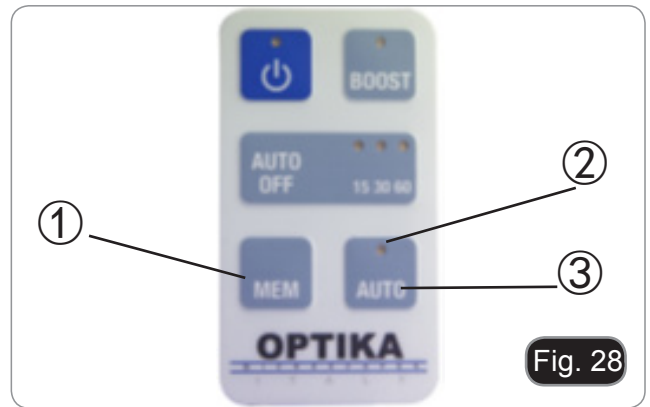 BOOST
AUTO
OFF
15 30 60
②
①
③
MEM
AUTO
OPTIKA
I T A L Y
Fig. 28